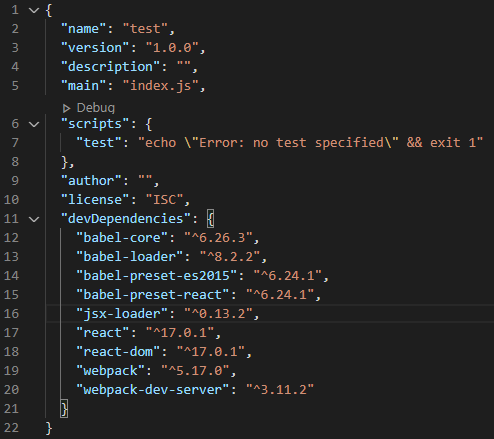 1 {
2 "name": "test",
3 "version": "1.0.0",
4 "description": "",
5 "main": "index.js",
Debug
6 "scripts": {
7 "test": "echo \"Error: no test specified\" && exit 1"
8 },
9 "author": "",
10 "license": "ISC",
11 "devDependencies": {
12 "babel-core": "^6.26.3",
13 "babel-loader": "^8.2.2",
14 "babel-preset-es2015": "^6.24.1",
15 "babel-preset-react": "^6.24.1",
16 "jsx-loader": "^0.13.2",
17 "react": "^17.0.1",
18 "react-dom": "^17.0.1",
19 "webpack": "^5.17.0",
20 "webpack-dev-server": "^3.11.2"
21 }
22 }